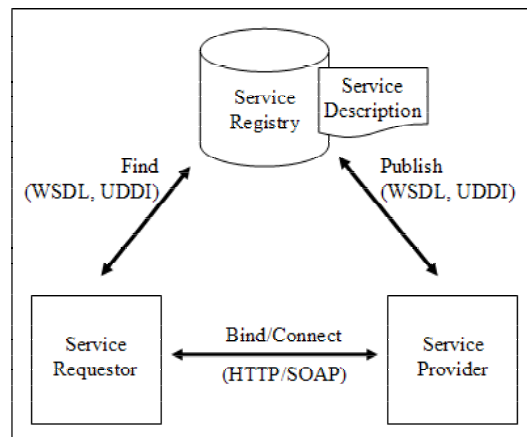 Service
Registry
Service
Description
Find
(WSDL, UDDI)
Publish
(WSDL, UDDI)
Service
Requestor
Bind/Connect
(HTTP/SOAP)
Service
Provider